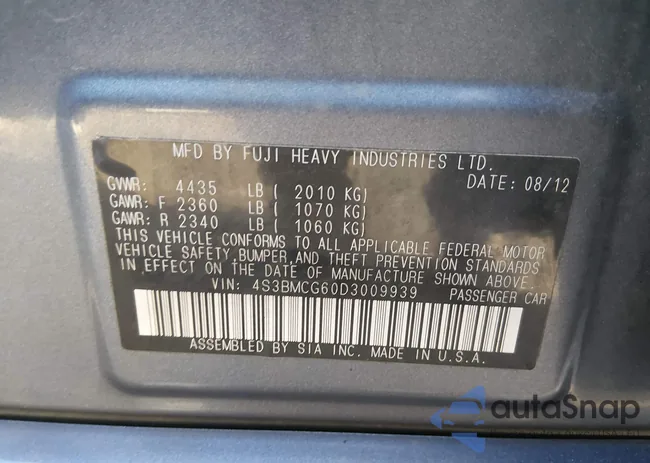 MFD BY FUJI HEAVY INDUSTRIES LTD.
GVWR: 4435 LB ( 2010 KG) DATE: 08/12
GAWR: F 2360 LB ( 1070 KG)
GAWR: R 2340 LB ( 1060 KG)
THIS VEHICLE CONFORMS TO ALL APPLICABLE FEDERAL MOTOR
VEHICLE SAFETY, BUMPER, AND THEFT PREVENTION STANDARDS
IN EFFECT ON THE DATE OF MANUFACTURE SHOWN ABOVE.
VIN: 4S3BMCG60D3009939 PASSENGER CAR
ASSEMBLED BY SIA INC. MADE IN U.S.A.
autoSnap